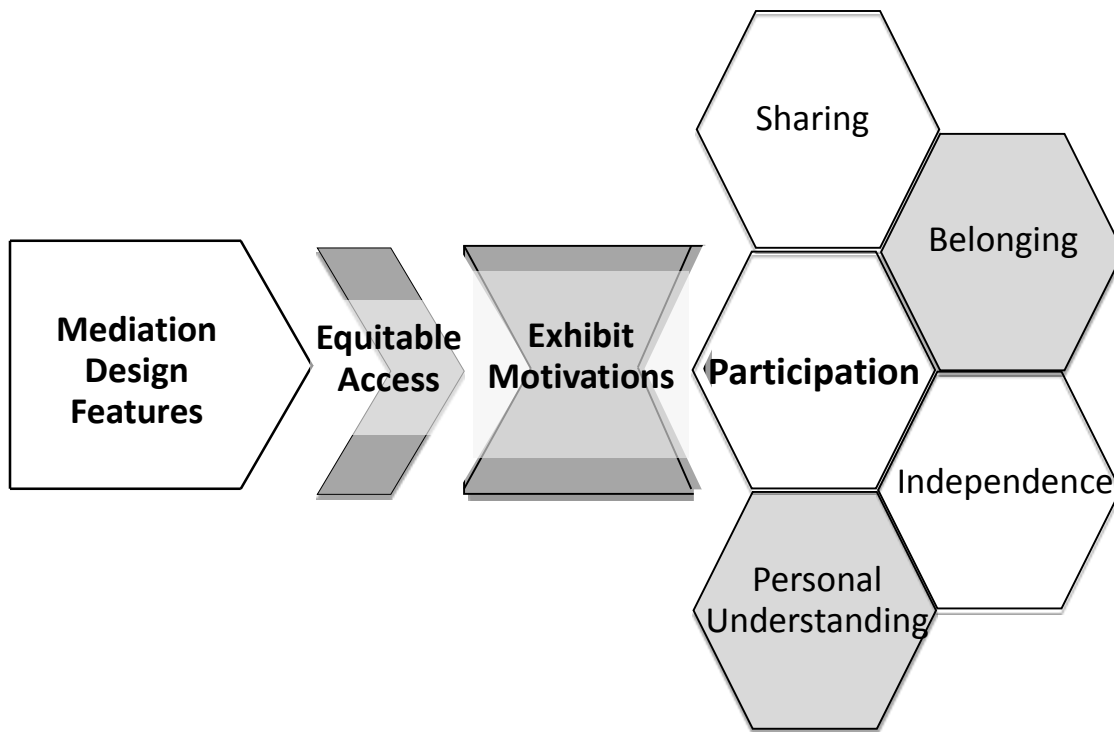 Mediation
Design
Features
Equitable
Access
Exhibit
Motivations
Participation
Sharing
Belonging
Independence
Personal
Understanding